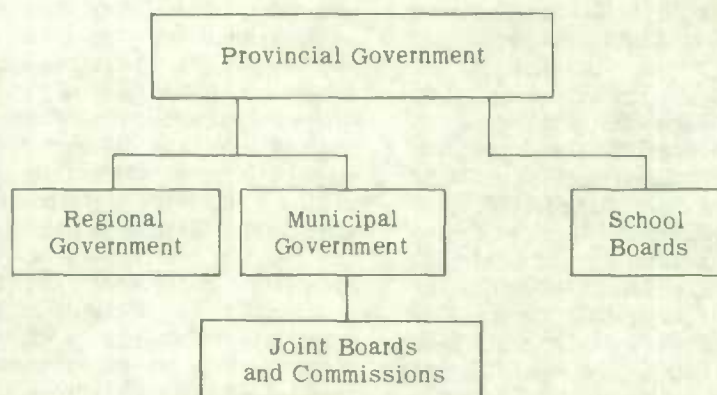 Provincial Government
Regional
Government
Municipal
Government
School
Boards
Joint Boards
and Commissions